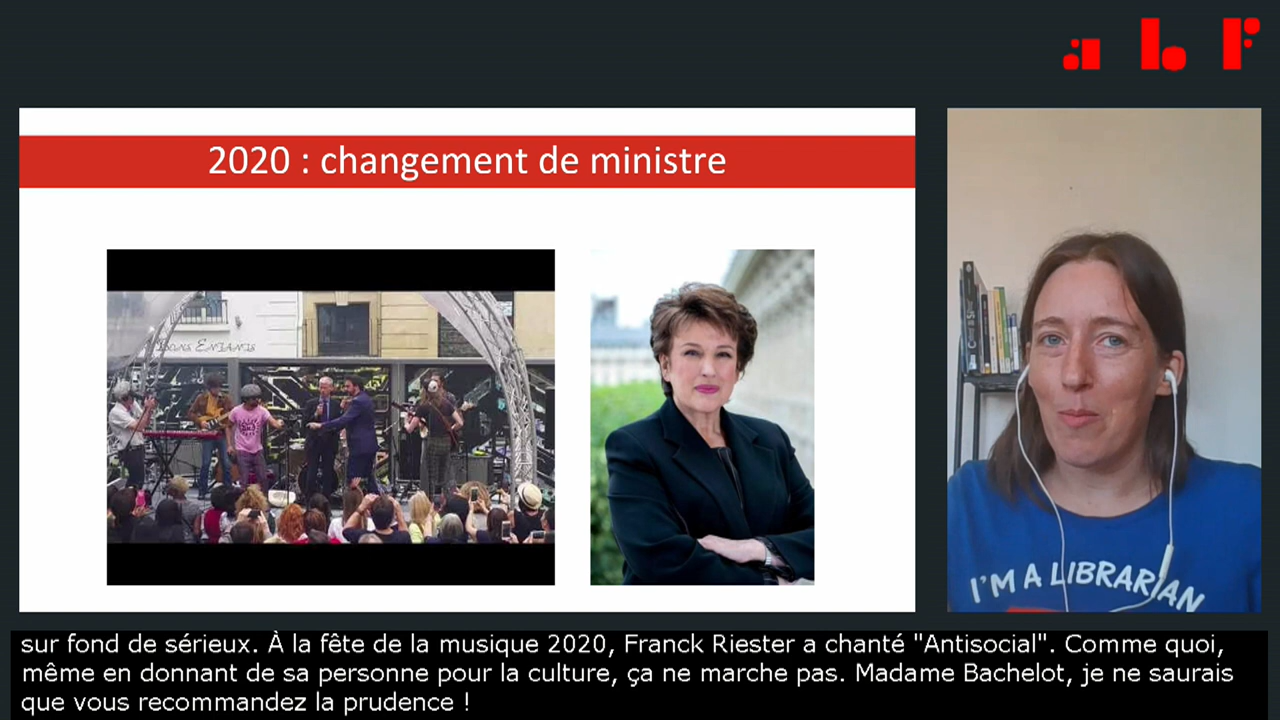 abf
2020 : changement de ministre
I'M A LIBRARIAN
sur fond de sérieux. À la fête de la musique 2020, Franck Riester a chanté "Antisocial". Comme quoi,
même en donnant de sa personne pour la culture, ça ne marche pas. Madame Bachelot, je ne saurais
que vous recommandez la prudence !